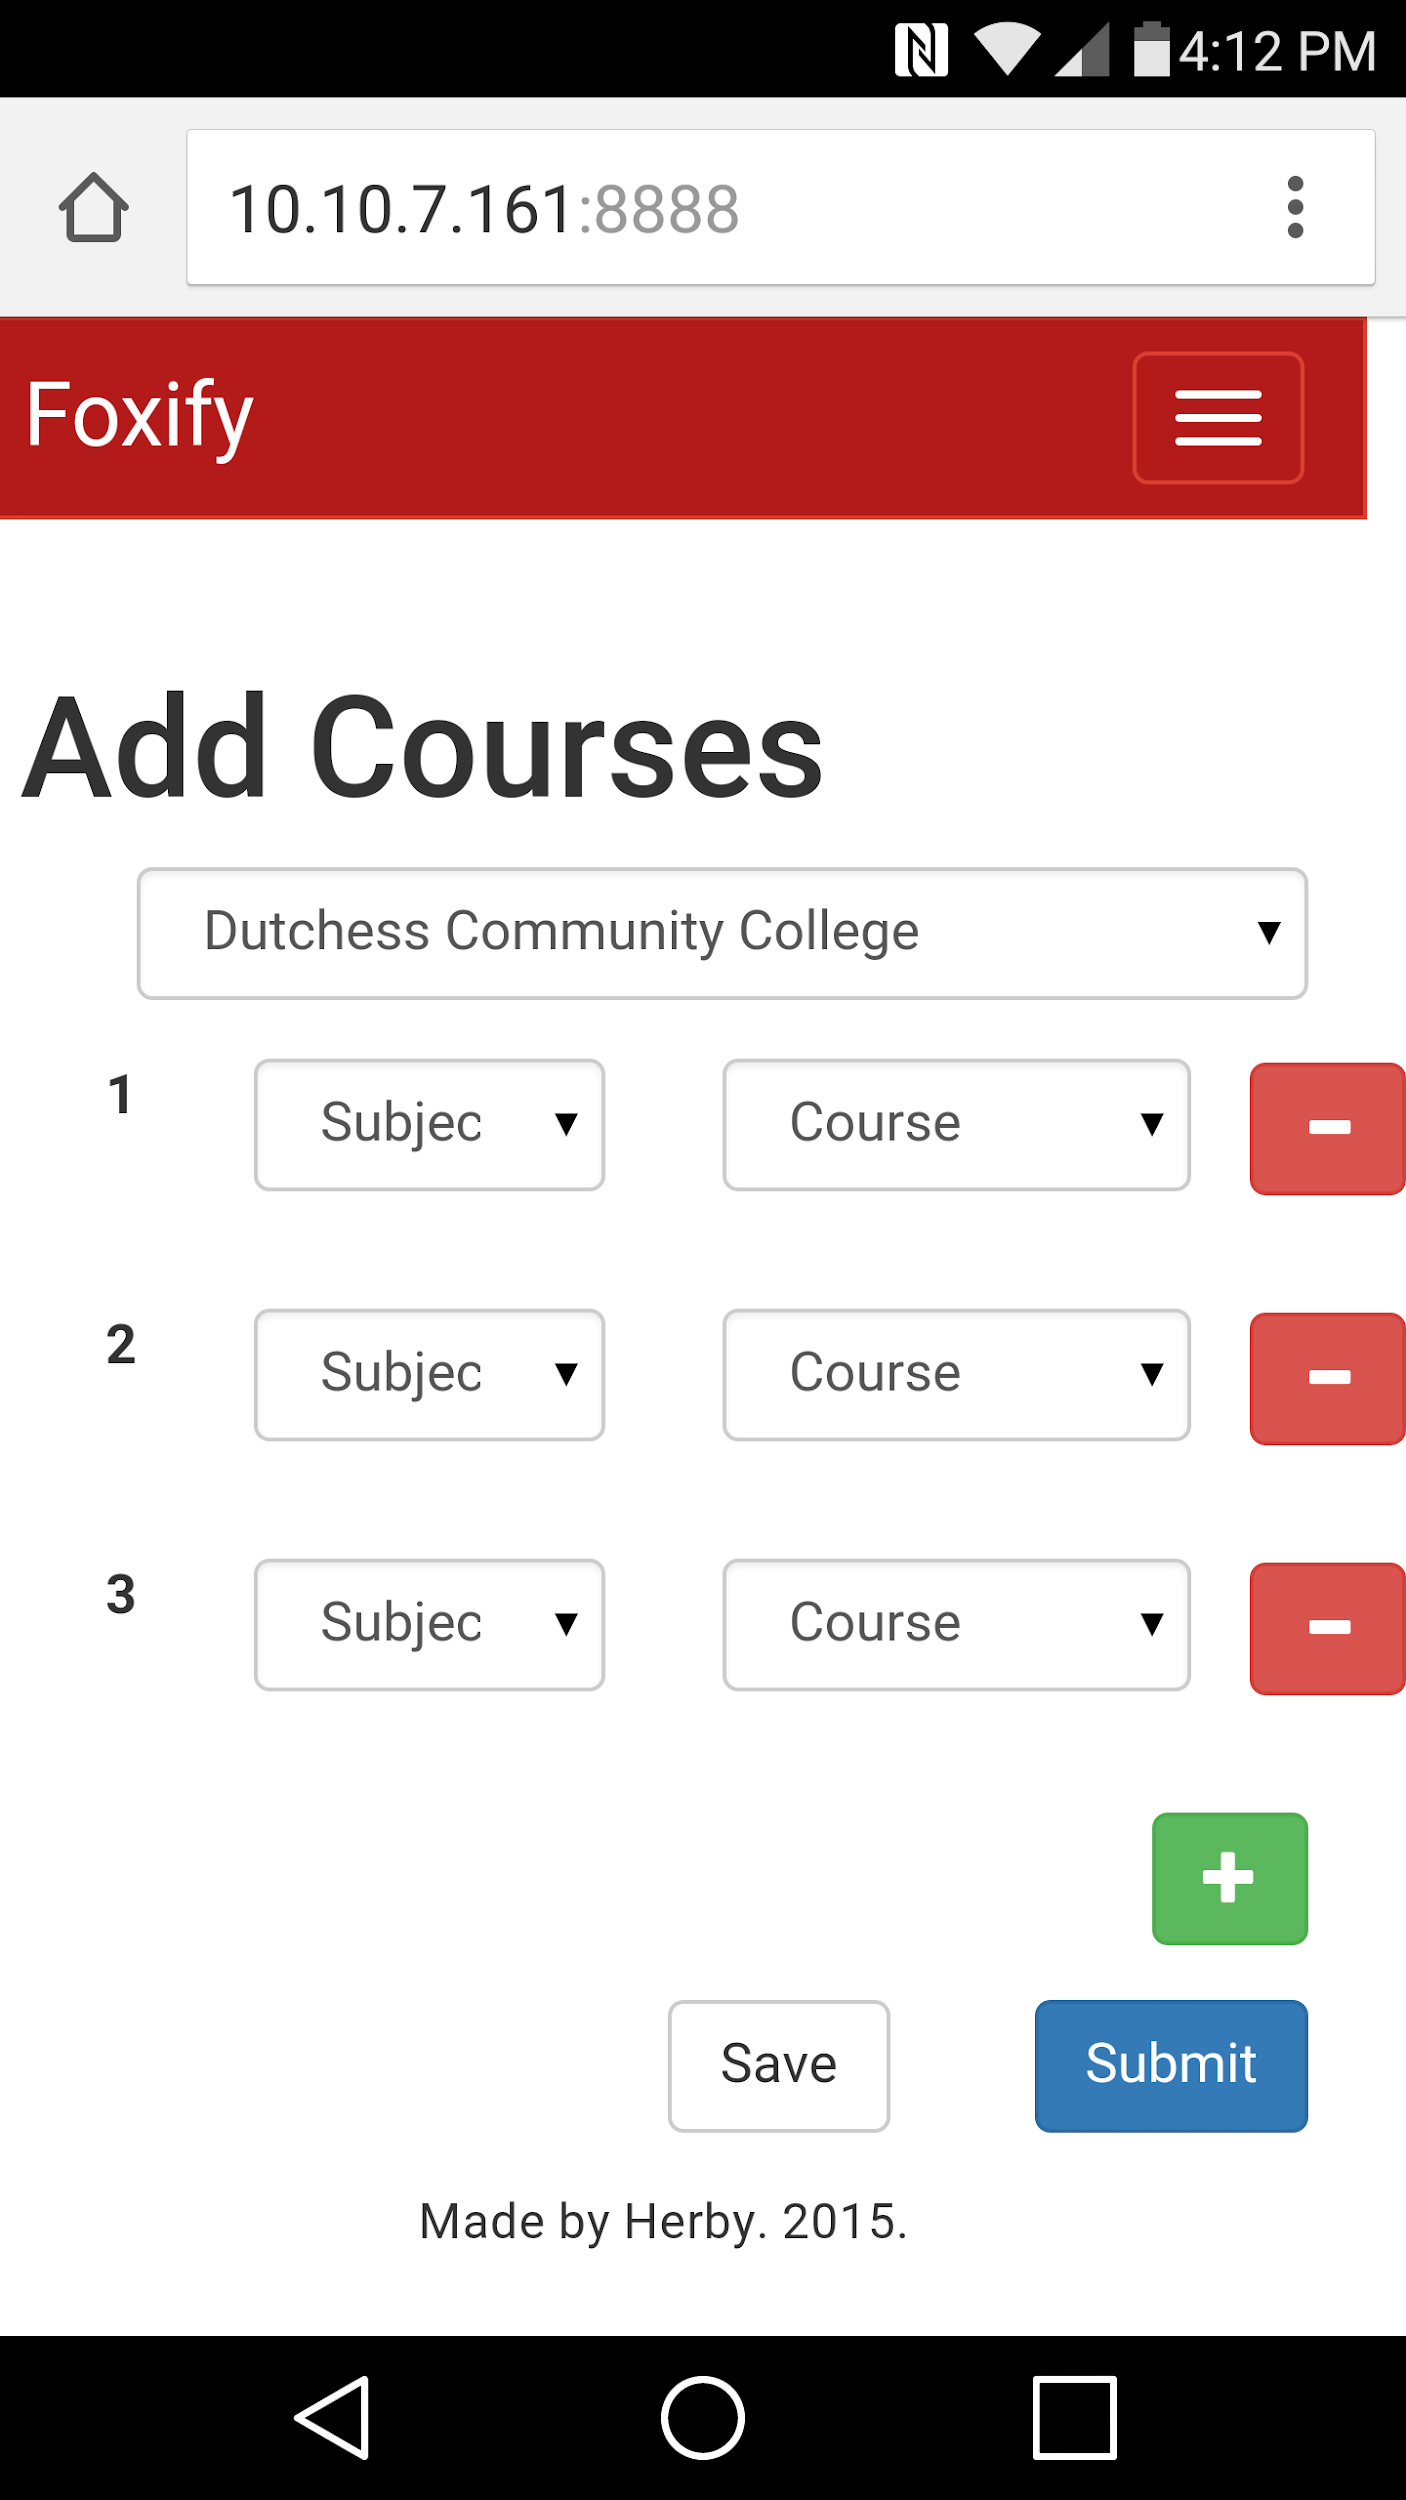 4:12 PM
10.10.7.161:8888
Foxify
Add Courses
Dutchess Community College
1 Subjec Course
2 Subjec Course
3 Subjec Course
Save Submit
Made by Herby. 2015.